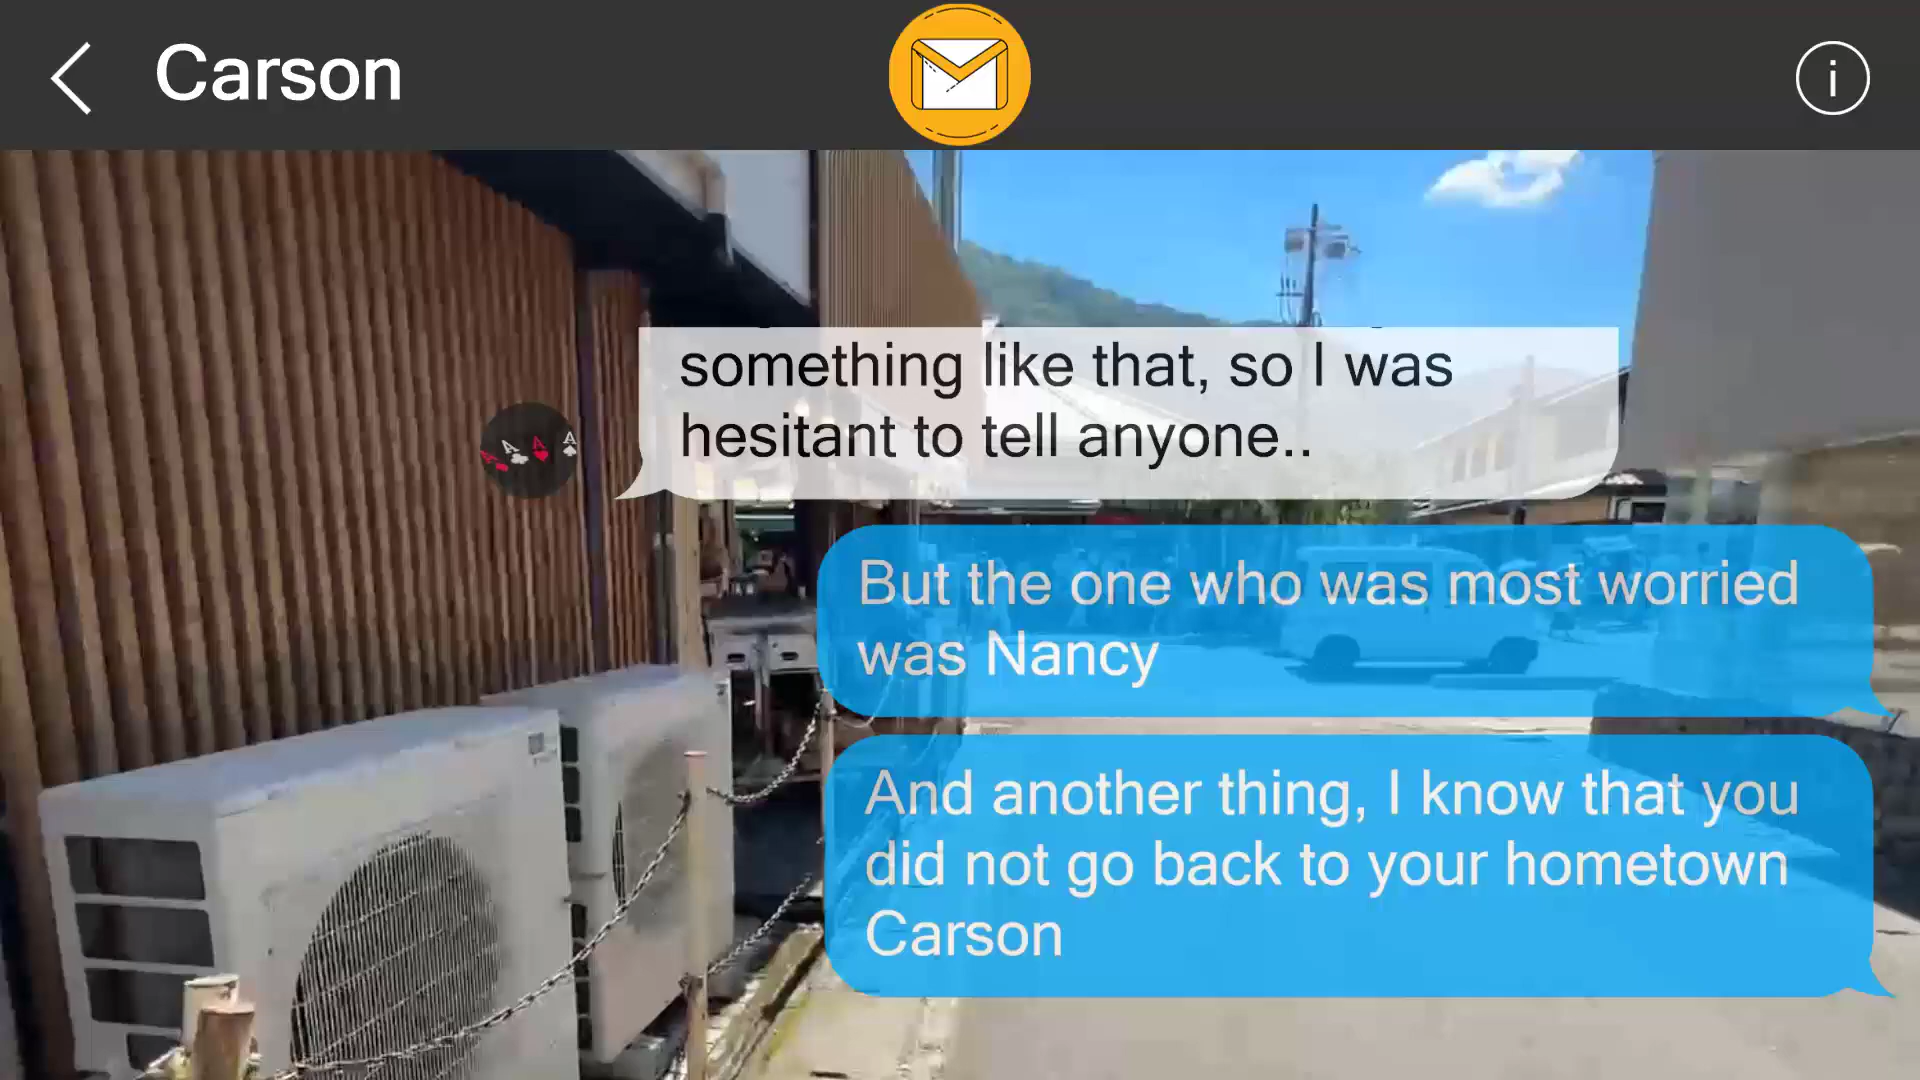 Carson
something like that, so I was
hesitant to tell anyone..
But the one who was most worried
was Nancy
And another thing, I know that you
did not go back to your hometown
Carson